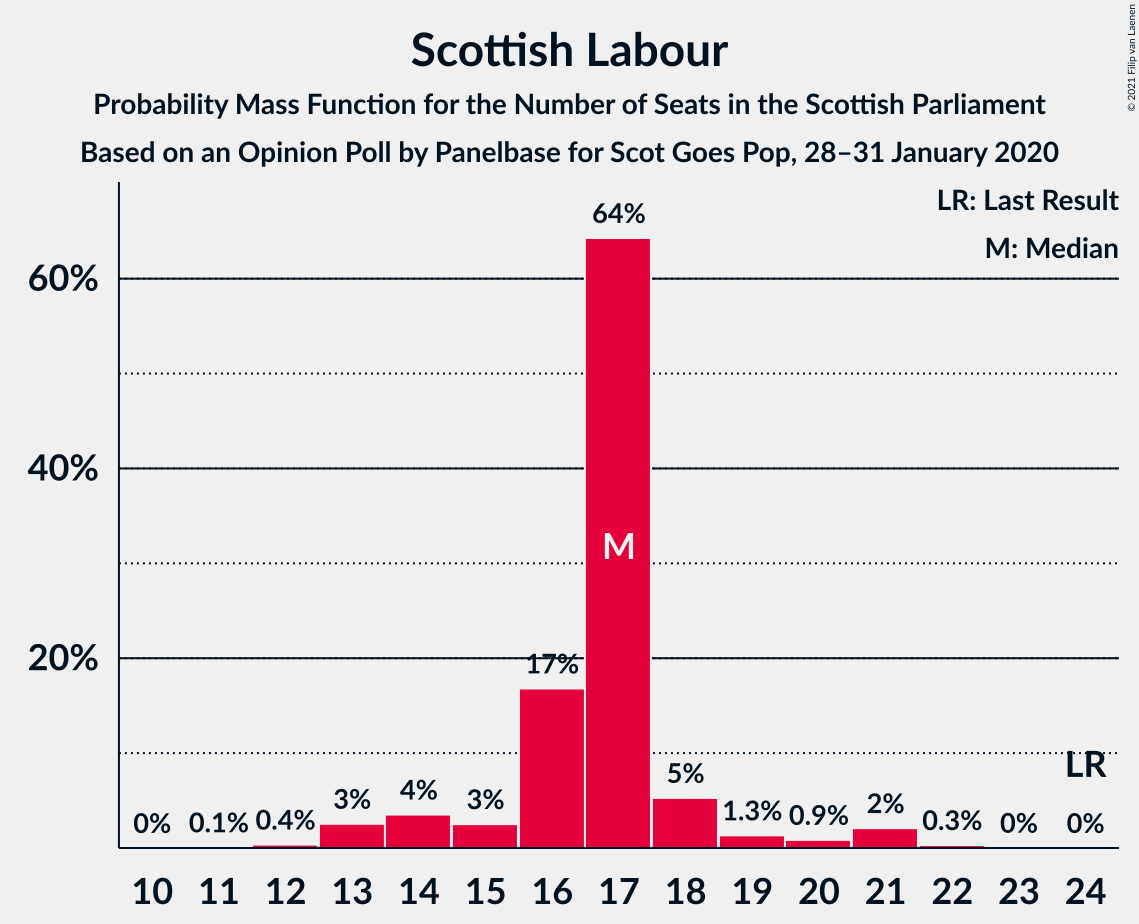 Scottish Labour
Probability Mass Function for the Number of Seats in the Scottish Parliament
Based on an Opinion Poll by Panelbase for Scot Goes Pop, 28–31 January 2020
© 2021 Filip van Laenen
LR: Last Result
M: Median
60%
40%
20%
0%
0.1%
0.4%
3%
4%
3%
17%
64%
5%
1.3%
0.9%
2%
0.3%
0%
0%
M
LR
10 11 12 13 14 15 16 17 18 19 20 21 22 23 24